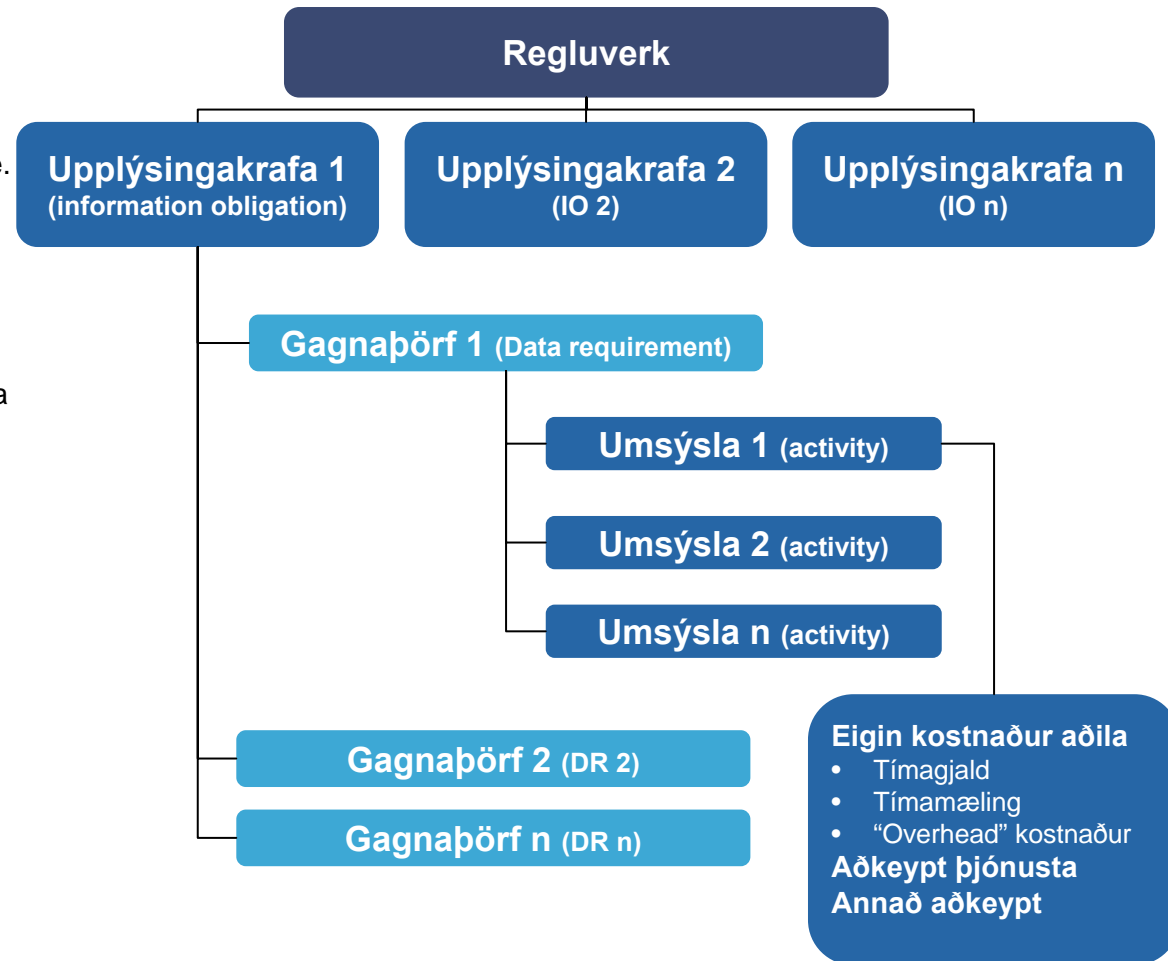 Regluverk
e.
Upplýsingakrafa 1
(information obligation)
Upplýsingakrafa 2
(IO 2)
Upplýsingakrafa n
(IO n)
Gagnaþörf 1 (Data requirement)
a
Umsýsla 1 (activity)
Umsýsla 2 (activity)
Umsýsla n (activity)
Gagnaþörf 2 (DR 2)
Gagnaþörf n (DR n)
Eigin kostnaður aðila
• Tímagjald
• Tímamæling
• “Overhead” kostnaður
Aðkeypt þjónusta
Annað aðkeypt